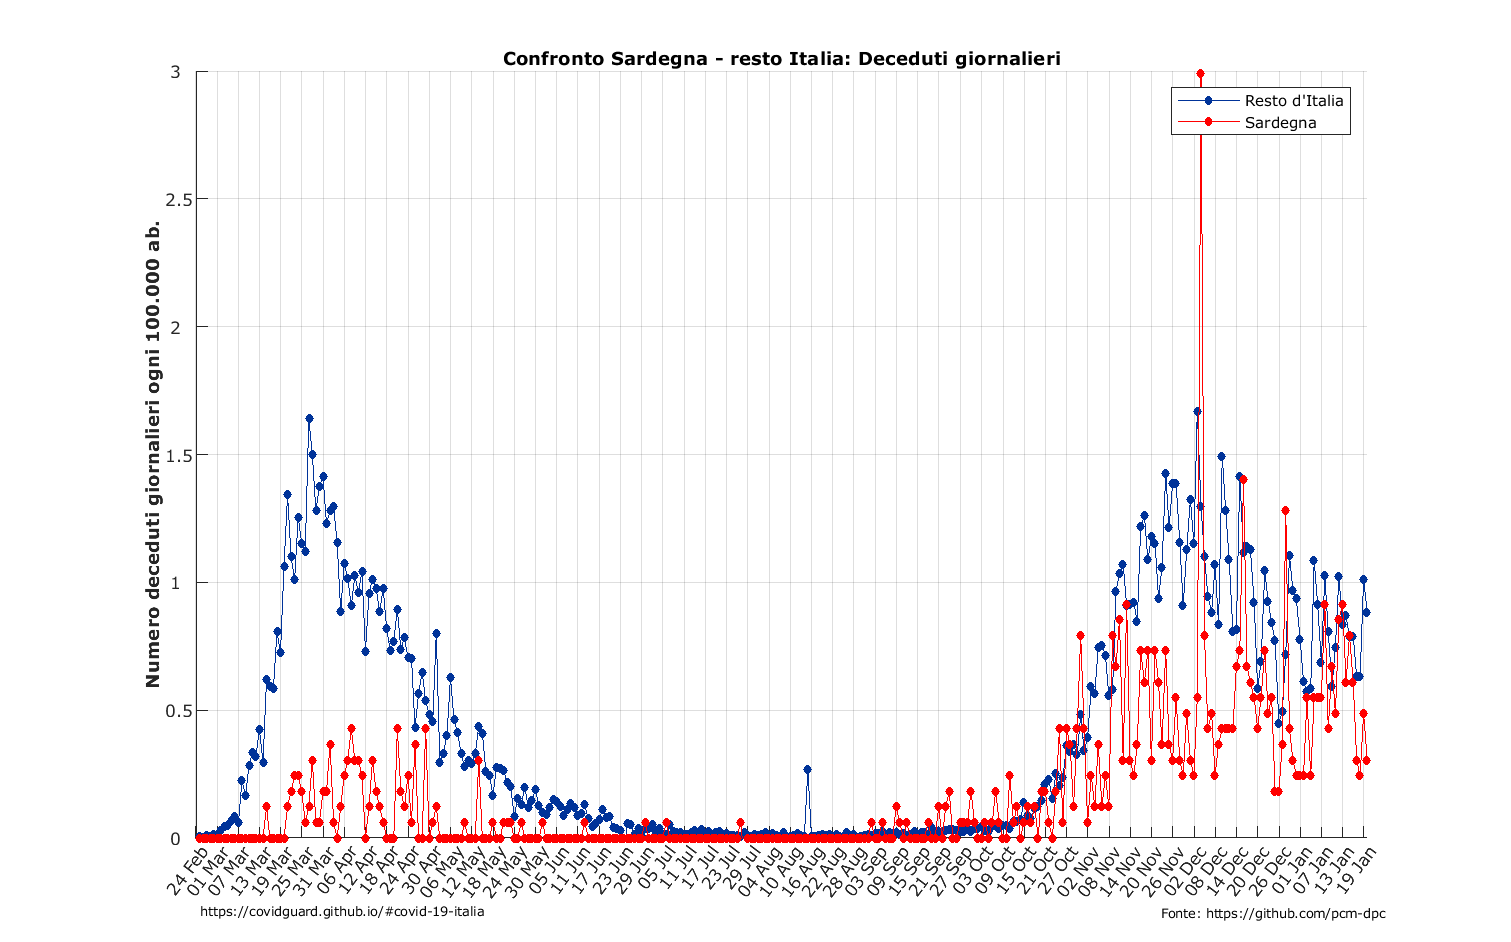 Confronto Sardegna - resto Italia: Deceduti giornalieri
Resto d'Italia
Sardegna
Numero deceduti giornalieri ogni 100.000 ab.
3
2.5
2
1.5
1
0.5
0
24 Feb
01 Mar
07 Mar
13 Mar
19 Mar
25 Mar
31 Mar
06 Apr
12 Apr
18 Apr
24 Apr
30 Apr
06 May
12 May
18 May
24 May
30 May
05 Jun
11 Jun
17 Jun
23 Jun
29 Jun
05 Jul
11 Jul
17 Jul
23 Jul
29 Jul
04 Aug
10 Aug
16 Aug
22 Aug
28 Aug
03 Sep
09 Sep
15 Sep
21 Sep
27 Sep
03 Oct
09 Oct
15 Oct
21 Oct
27 Oct
02 Nov
08 Nov
14 Nov
20 Nov
26 Nov
02 Dec
08 Dec
14 Dec
20 Dec
26 Dec
01 Jan
07 Jan
13 Jan
19 Jan
https://covidguard.github.io/#covid-19-italia
Fonte: https://github.com/pcm-dpc